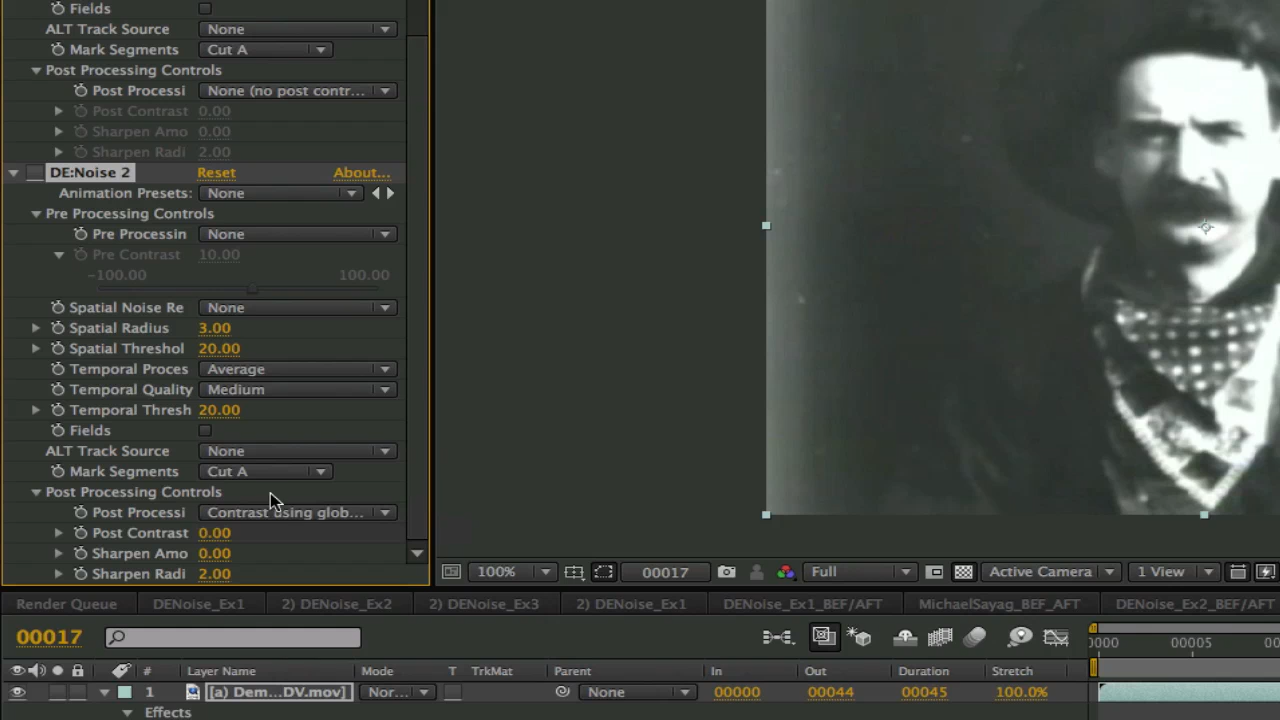 Fields
ALT Track Source None
Mark Segments Cut A
Post Processing Controls
Post Processi None (no post contr...
Post Contrast 0.00
Sharpen Amo 0.00
Sharpen Radi 2.00
DE:Noise 2 Reset About...
Animation Presets: None
Pre Processing Controls
Pre Processin None
Pre Contrast 10.00
-100.00 100.00
Spatial Noise Re None
Spatial Radius 3.00
Spatial Threshol 20.00
Temporal Proces Average
Temporal Quality Medium
Temporal Thresh 20.00
Fields
ALT Track Source None
Mark Segments Cut A
Post Processing Controls
Post Processi Contrast using glob...
Post Contrast 0.00
Sharpen Amo 0.00
Sharpen Radi 2.00
100% 00017 Full Active Camera 1 View
Render Queue DENoise_Ex1 2) DENoise_Ex2 2) DENoise_Ex3 2) DENoise_Ex1 DENoise_Ex1_BEF/AFT MichaelSayag_BEF_AFT DENoise_Ex2_BEF/AFT
00017 0000 00005 00
# Layer Name Mode T TrkMat Parent In Out Duration Stretch
1 [(a) Dem...DV.mov] Nor... None 00000 00044 00045 100.0%
Effects